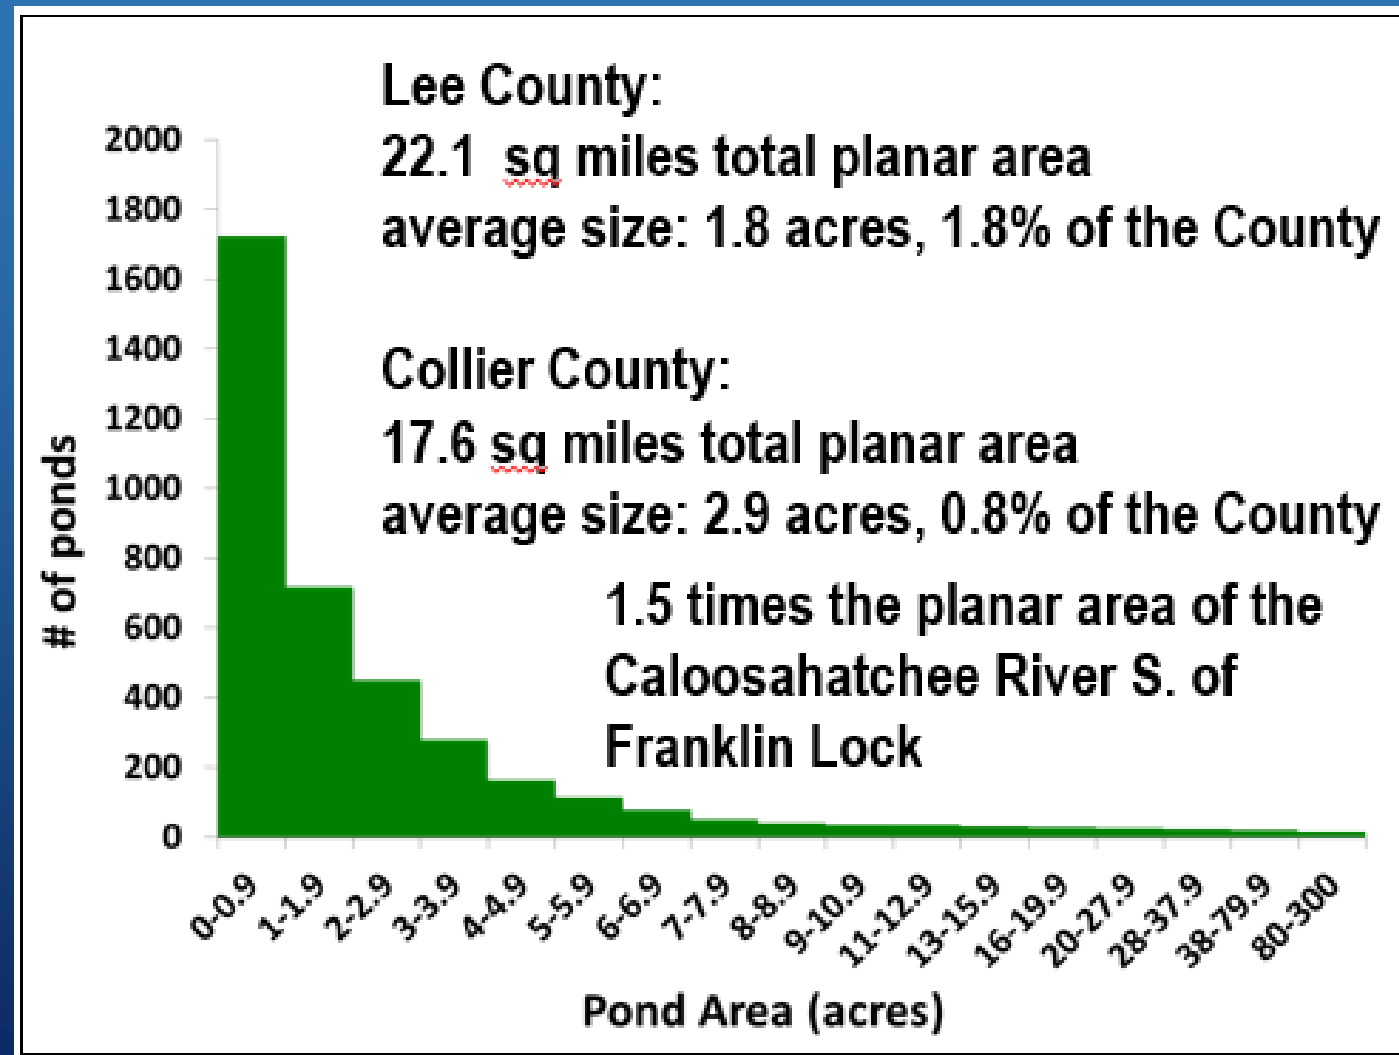 Lee County:
22.1 sq miles total planar area
average size: 1.8 acres, 1.8% of the County
Collier County:
17.6 sq miles total planar area
average size: 2.9 acres, 0.8% of the County
1.5 times the planar area of the
Caloosahatchee River S. of
Franklin Lock
# of ponds
2000
1800
1600
1400
1200
1000
800
600
400
200
0
0-0.9
1-1.9
2-2.9
3-3.9
4-4.9
5-5.9
6-6.9
7-7.9
8-8.9
9-10.9
11-12.9
13-15.9
16-19.9
20-27.9
28-37.9
38-79.9
80-300
Pond Area (acres)